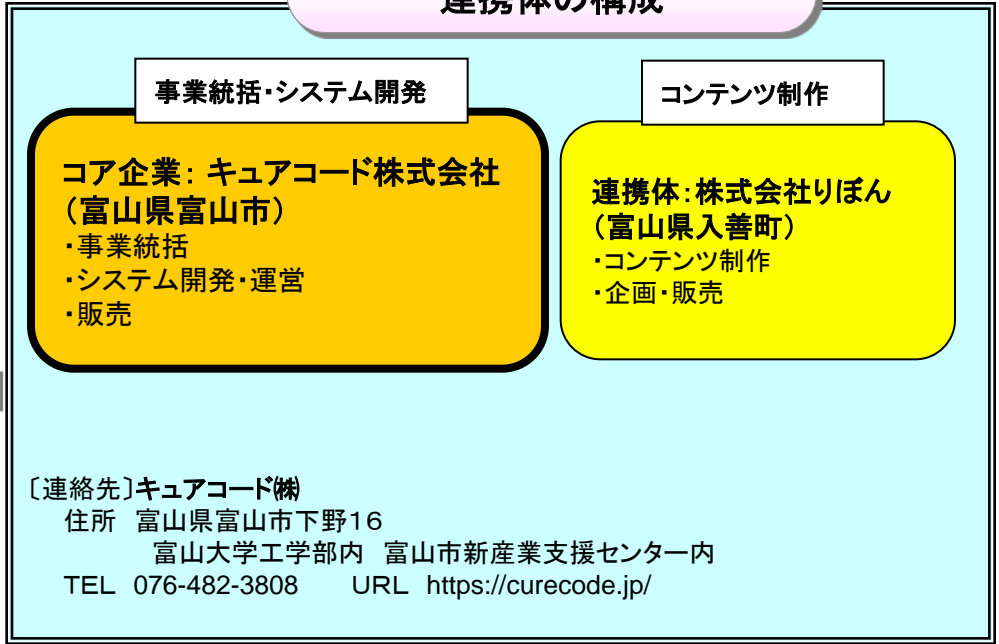 連携体の構成
事業統括・システム開発
コア企業：キュアコード株式会社
（富山県富山市）
・事業統括
・システム開発・運営
・販売
コンテンツ制作
連携体：株式会社りぼん
（富山県入善町）
・コンテンツ制作
・企画・販売
〔連絡先〕キュアコード㈱
住所　富山県富山市下野１６
富山大学工学部内　富山市新産業支援センター内
TEL 076-482-3808　URL https://curecode.jp/